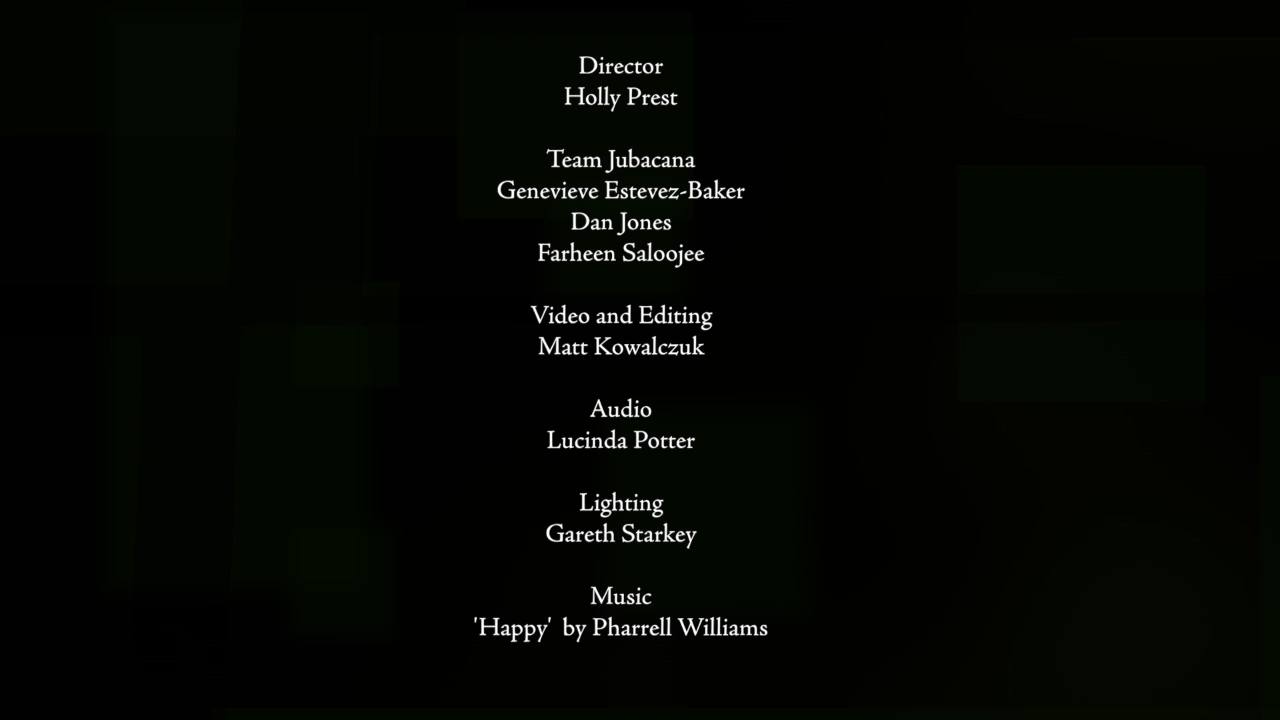 Director
Holly Prest
Team Jubacana
Genevieve Estevez-Baker
Dan Jones
Farheen Saloojee
Video and Editing
Matt Kowalczuk
Audio
Lucinda Potter
Lighting
Gareth Starkey
Music
'Happy' by Pharrell Williams